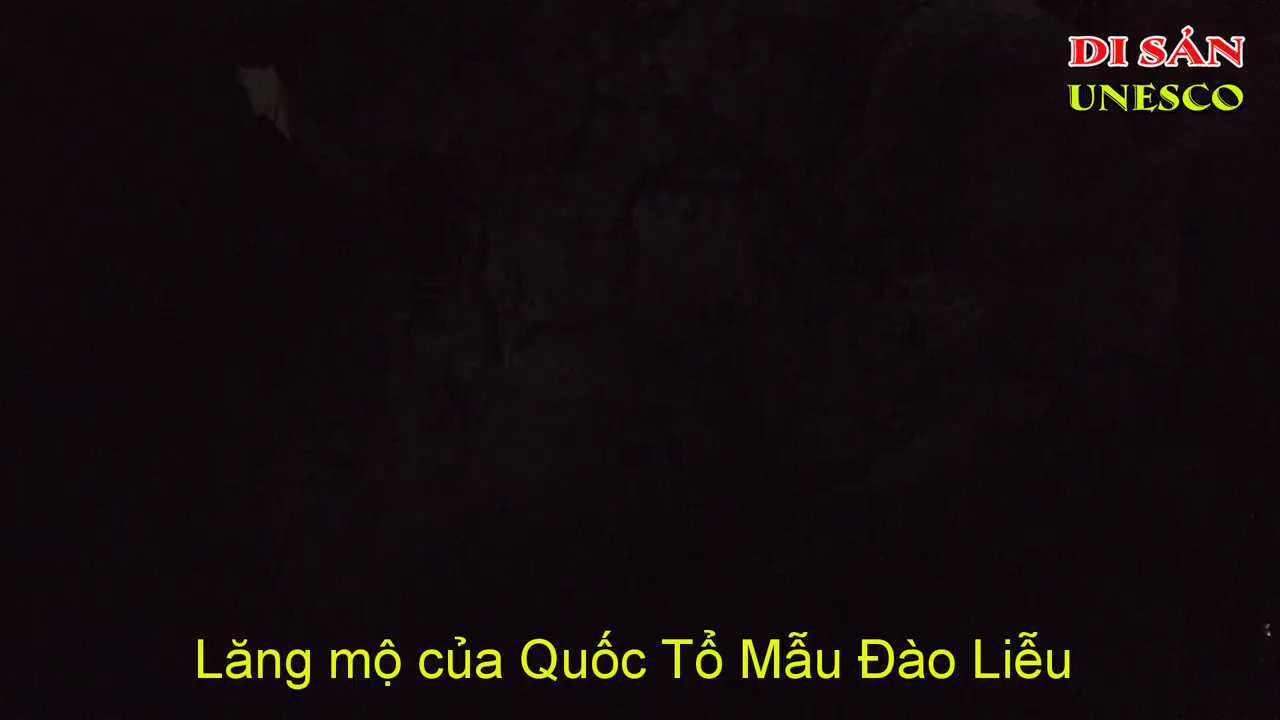 DI SẢN
UNESCO
Lăng mộ của Quốc Tổ Mẫu Đào Liễu